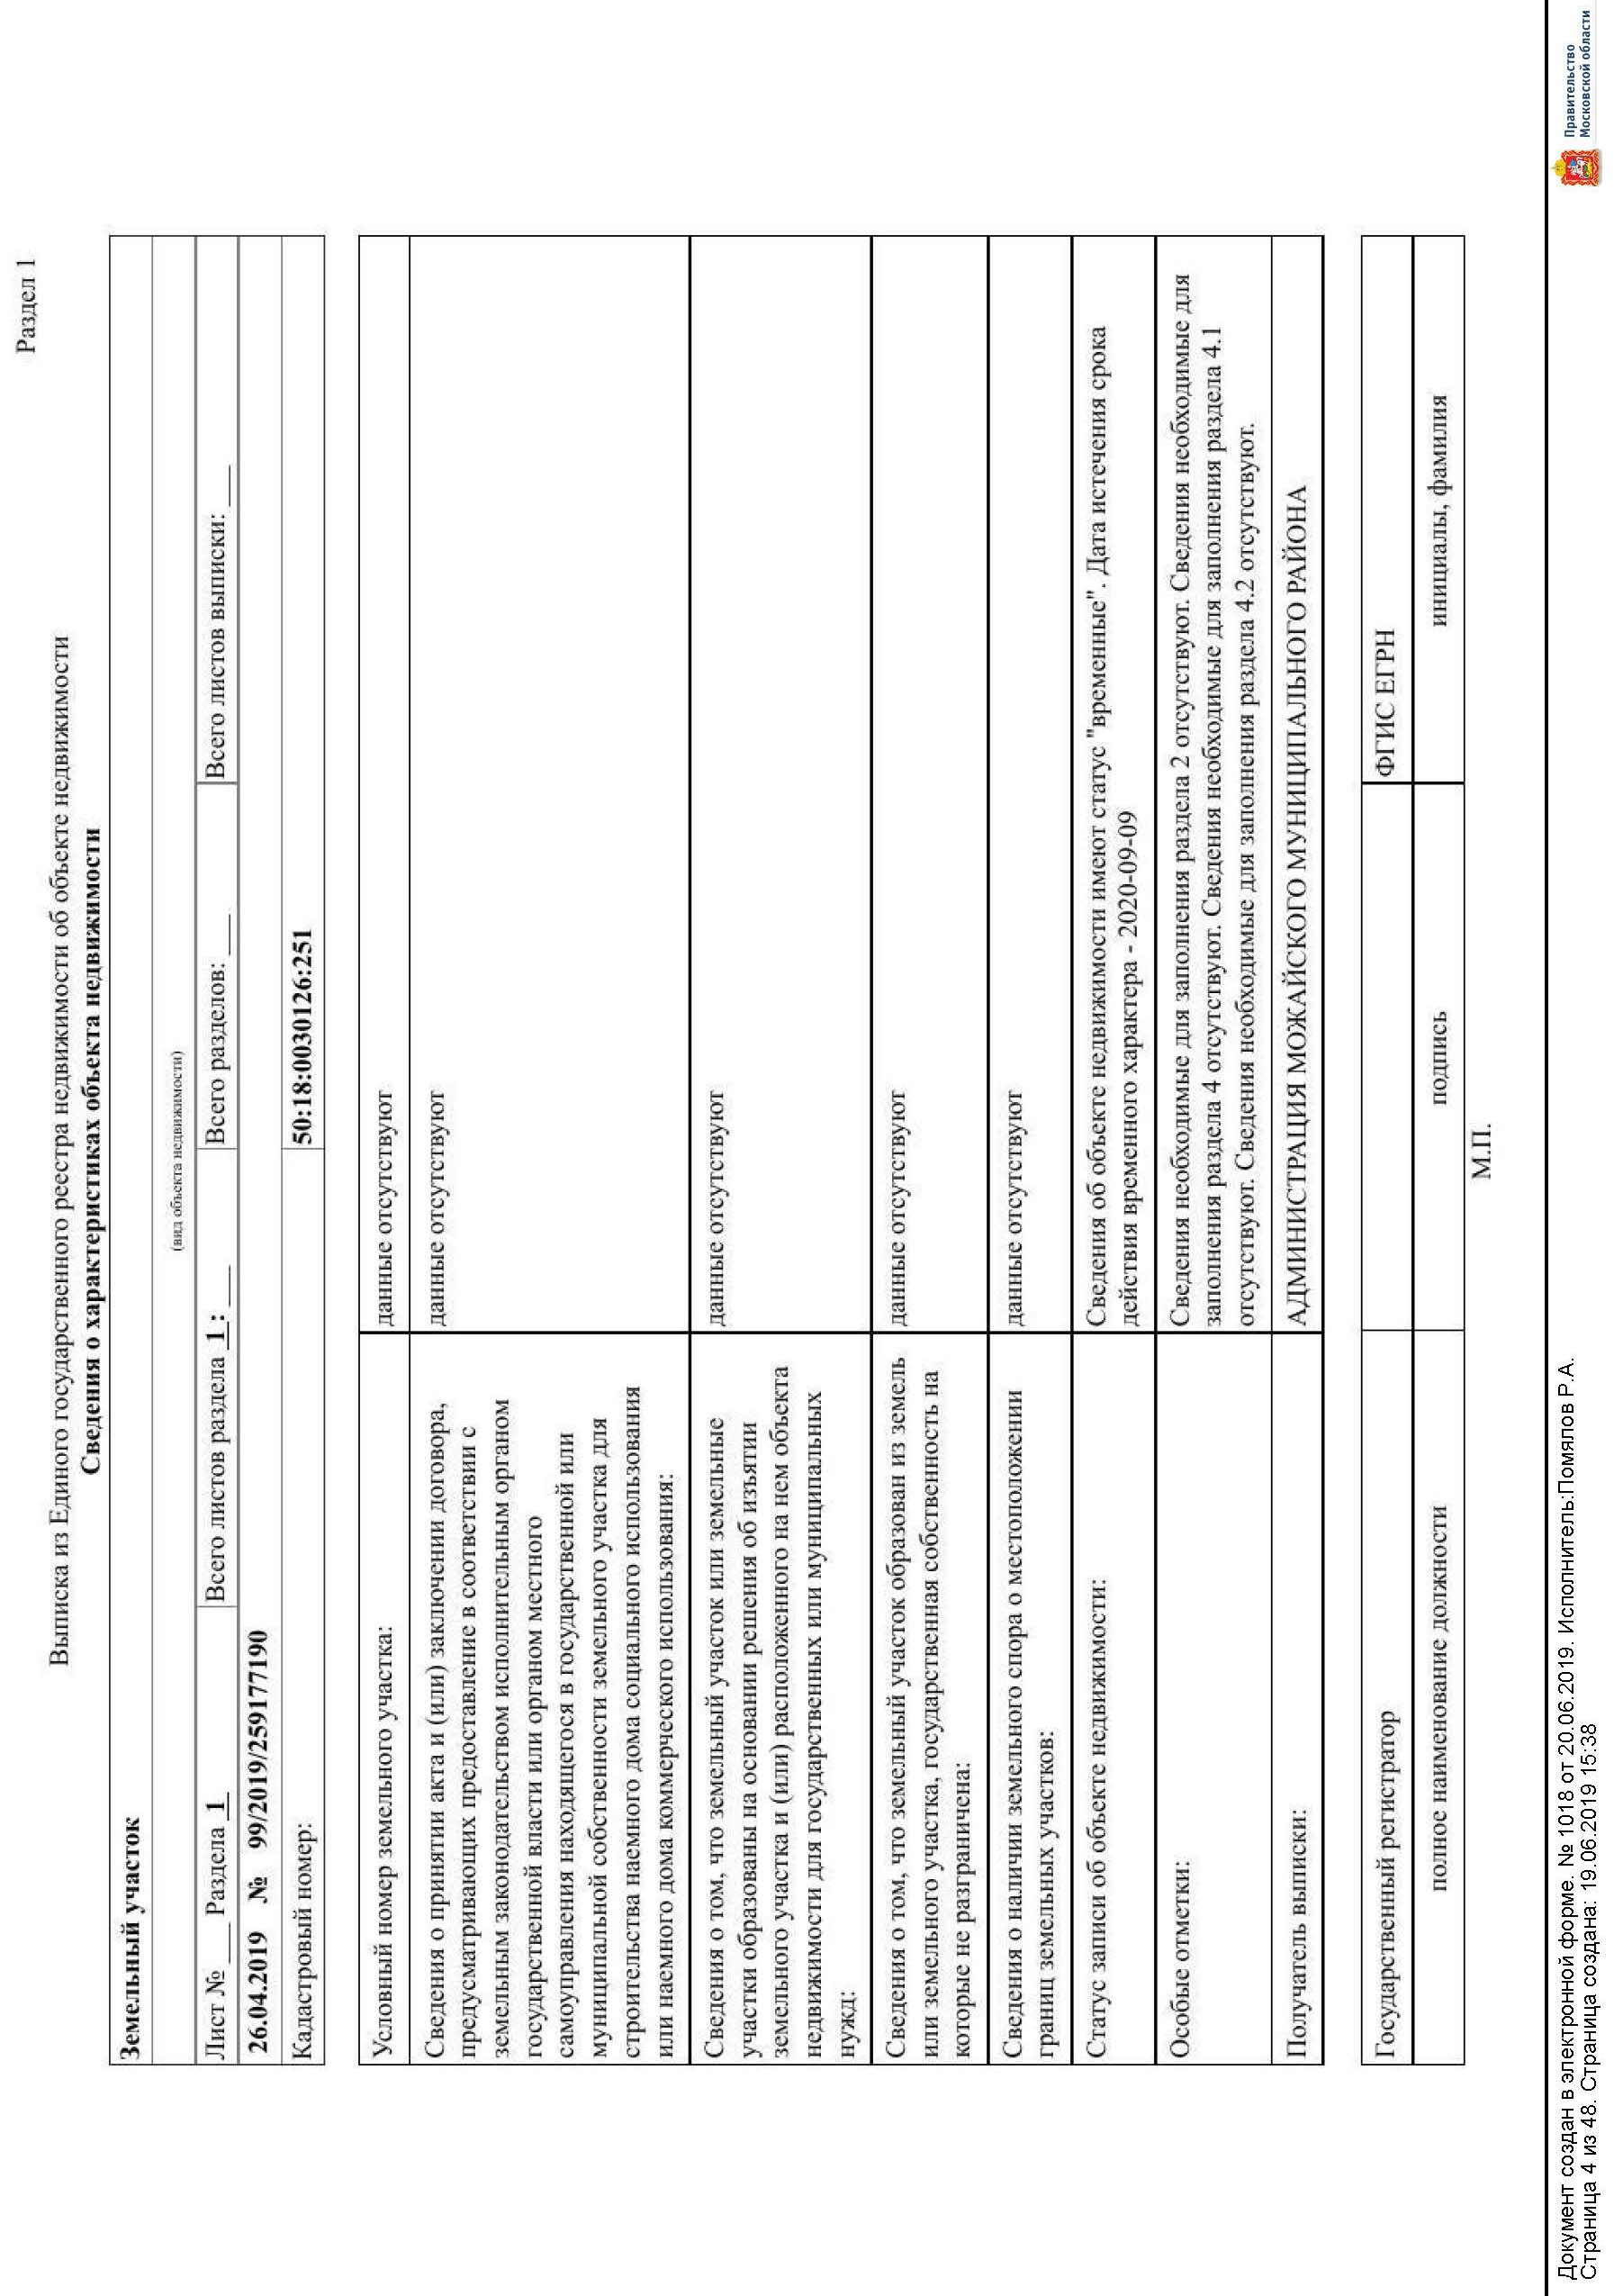 Раздел 1
Выписка из Единого государственного реестра недвижимости об объекте недвижимости
Сведения о характеристиках объекта недвижимости
Земельный участок
(вид объекта недвижимости)
Лист № ___ Раздела 1 Всего листов раздела 1 : ___ Всего разделов: ___ Всего листов выписки: ___
26.04.2019 № 99/2019/259177190
Кадастровый номер: 50:18:0030126:251
Условный номер земельного участка: данные отсутствуют
Сведения о принятии акта и (или) заключении договора, данные отсутствуют
предусматривающих предоставление в соответствии с
земельным законодательством исполнительным органом
государственной власти или органом местного
самоуправления находящегося в государственной или
муниципальной собственности земельного участка для
строительства наемного дома социального использования
или наемного дома коммерческого использования:
Сведения о том, что земельный участок или земельные данные отсутствуют
участки образованы на основании решения об изъятии
земельного участка и (или) расположенного на нем объекта
недвижимости для государственных или муниципальных
нужд:
Сведения о том, что земельный участок образован из земель данные отсутствуют
или земельного участка, государственная собственность на
которые не разграничена:
Сведения о наличии земельного спора о местоположении данные отсутствуют
границ земельных участков:
Статус записи об объекте недвижимости: Сведения об объекте недвижимости имеют статус "временные". Дата истечения срока
действия временного характера - 2020-09-09
Особые отметки: Сведения необходимые для заполнения раздела 2 отсутствуют. Сведения необходимые для
заполнения раздела 4 отсутствуют. Сведения необходимые для заполнения раздела 4.1
отсутствуют. Сведения необходимые для заполнения раздела 4.2 отсутствуют.
Получатель выписки: АДМИНИСТРАЦИЯ МОЖАЙСКОГО МУНИЦИПАЛЬНОГО РАЙОНА
Государственный регистратор ФГИС ЕГРН
полное наименование должности подпись инициалы, фамилия
М.П.
Документ создан в электронной форме. № 1018 от 20.06.2019. Исполнитель:Помялов Р.А.
Страница 4 из 48. Страница создана: 19.06.2019 15:38
Правительство
Московской области